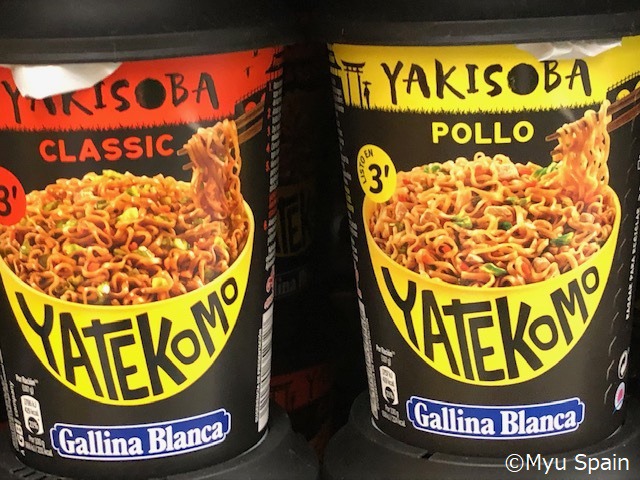 YAKISOBA
CLASSIC
3'
YATEKOMO
Gallina Blanca
YAKISOBA
POLLO
LISTO EN
3'
YATEKOMO
Gallina Blanca
©Myu Spain